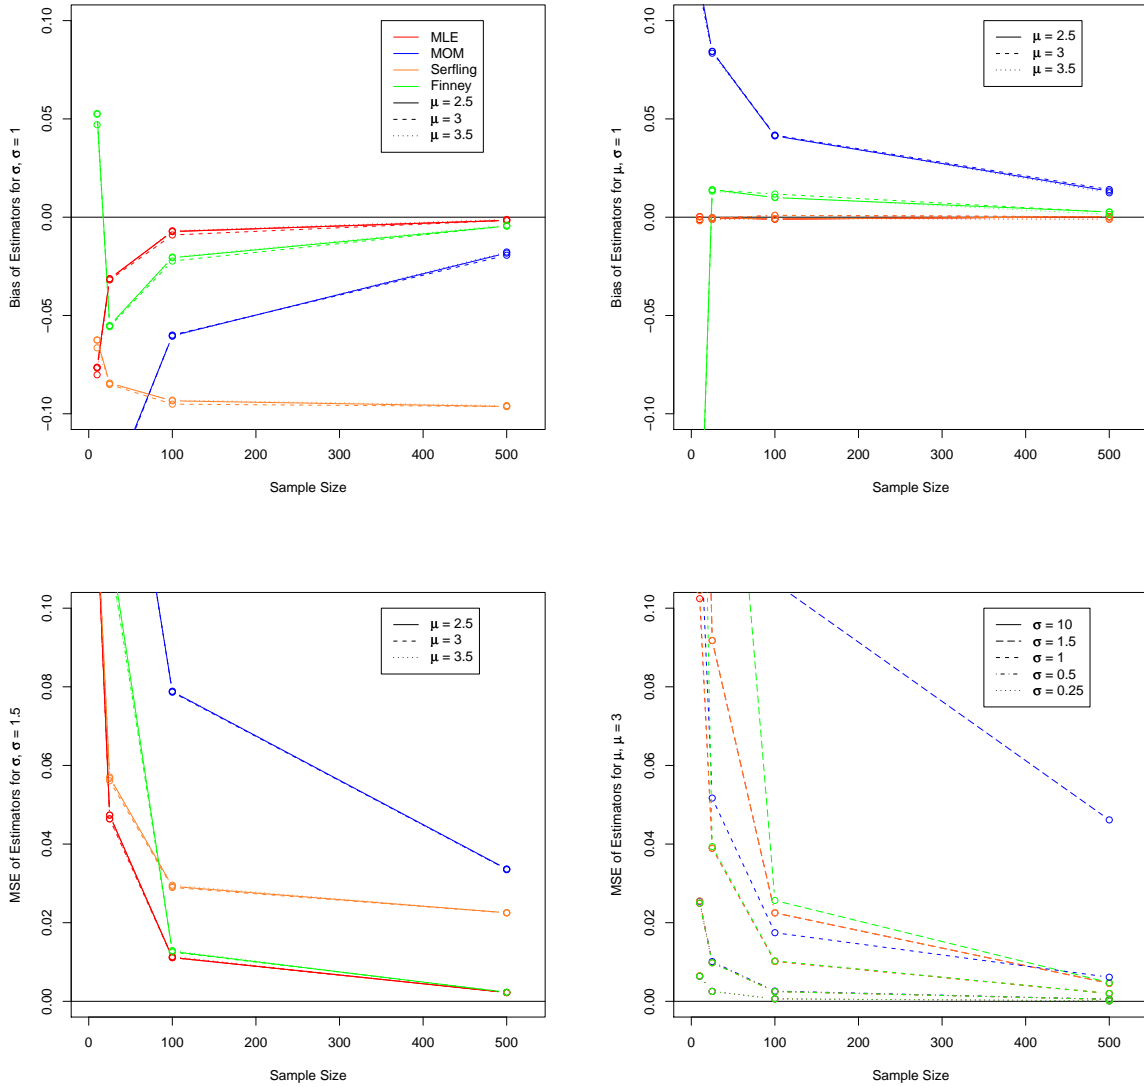 Bias of Estimators for σ, σ = 1
0.10
0.05
0.00
−0.05
−0.10
MLE
MOM
Serfling
Finney
μ = 2.5
μ = 3
μ = 3.5
0 100 200 300 400 500
Sample Size
Bias of Estimators for μ, σ = 1
0.10
0.05
0.00
−0.05
−0.10
μ = 2.5
μ = 3
μ = 3.5
0 100 200 300 400 500
Sample Size
MSE of Estimators for σ, σ = 1.5
0.10
0.08
0.06
0.04
0.02
0.00
μ = 2.5
μ = 3
μ = 3.5
0 100 200 300 400 500
Sample Size
MSE of Estimators for μ, μ = 3
0.10
0.08
0.06
0.04
0.02
0.00
σ = 10
σ = 1.5
σ = 1
σ = 0.5
σ = 0.25
0 100 200 300 400 500
Sample Size